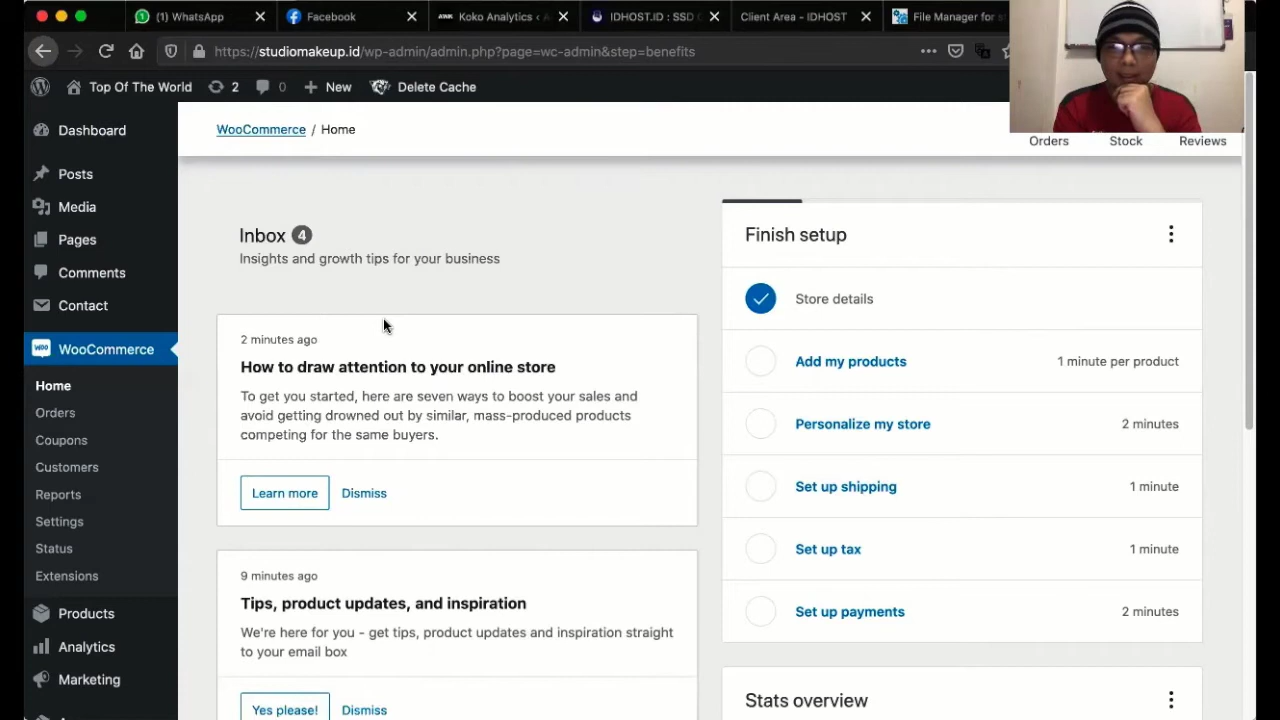 WhatsApp
Facebook
Koko Analytics ‹
IDHOST.ID : SSD
Client Area - IDHOST
File Manager for
https://studiomakeup.id/wp-admin/admin.php?page=wc-admin&step=benefits
Top Of The World
2
0
New
Delete Cache
Dashboard
Posts
Media
Pages
Comments
Contact
WooCommerce
Home
Orders
Coupons
Customers
Reports
Settings
Status
Extensions
Products
Analytics
Marketing
WooCommerce / Home
Orders
Stock
Reviews
Inbox 4
Insights and growth tips for your business
2 minutes ago
How to draw attention to your online store
To get you started, here are seven ways to boost your sales and
avoid getting drowned out by similar, mass-produced products
competing for the same buyers.
Learn more
Dismiss
9 minutes ago
Tips, product updates, and inspiration
We're here for you - get tips, product updates and inspiration straight
to your email box
Yes please!
Dismiss
Finish setup
Store details
Add my products
1 minute per product
Personalize my store
2 minutes
Set up shipping
1 minute
Set up tax
1 minute
Set up payments
2 minutes
Stats overview